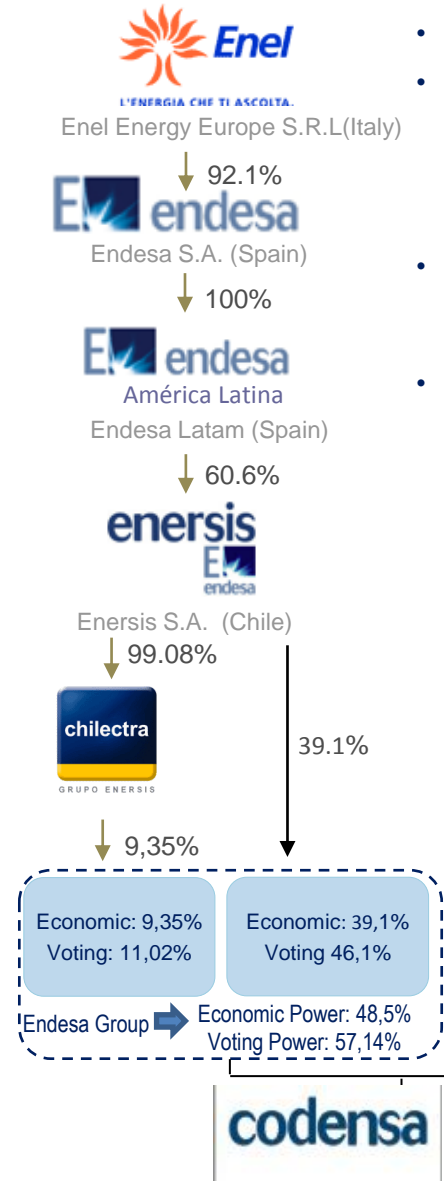 Enel
L'ENERGIA CHE TI ASCOLTA.
Enel Energy Europe S.R.L(Italy)
92.1%
endesa
Endesa S.A. (Spain)
100%
endesa
América Latina
Endesa Latam (Spain)
60.6%
enersis
endesa
Enersis S.A. (Chile)
99.08%
chilectra
GRUPO ENERSIS
39.1%
9,35%
Economic: 9,35%
Voting: 11,02%
Economic: 39,1%
Voting 46,1%
Endesa Group
Economic Power: 48,5%
Voting Power: 57,14%
codensa